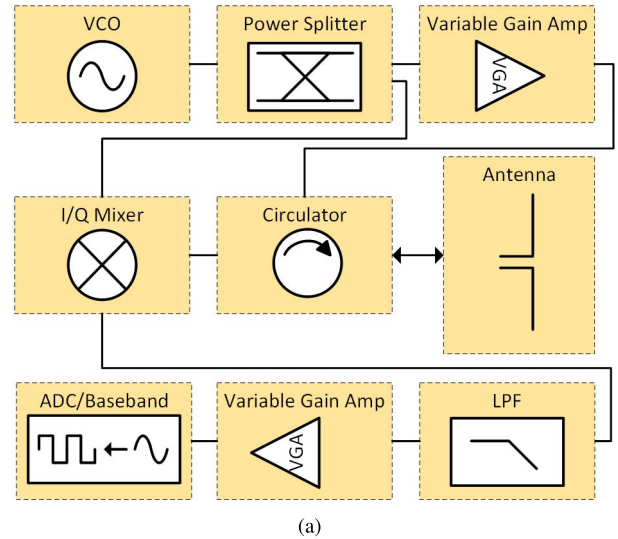 VCO
Power Splitter
Variable Gain Amp
VGA
I/Q Mixer
Circulator
Antenna
ADC/Baseband
Variable Gain Amp
LPF
VGA
(a)